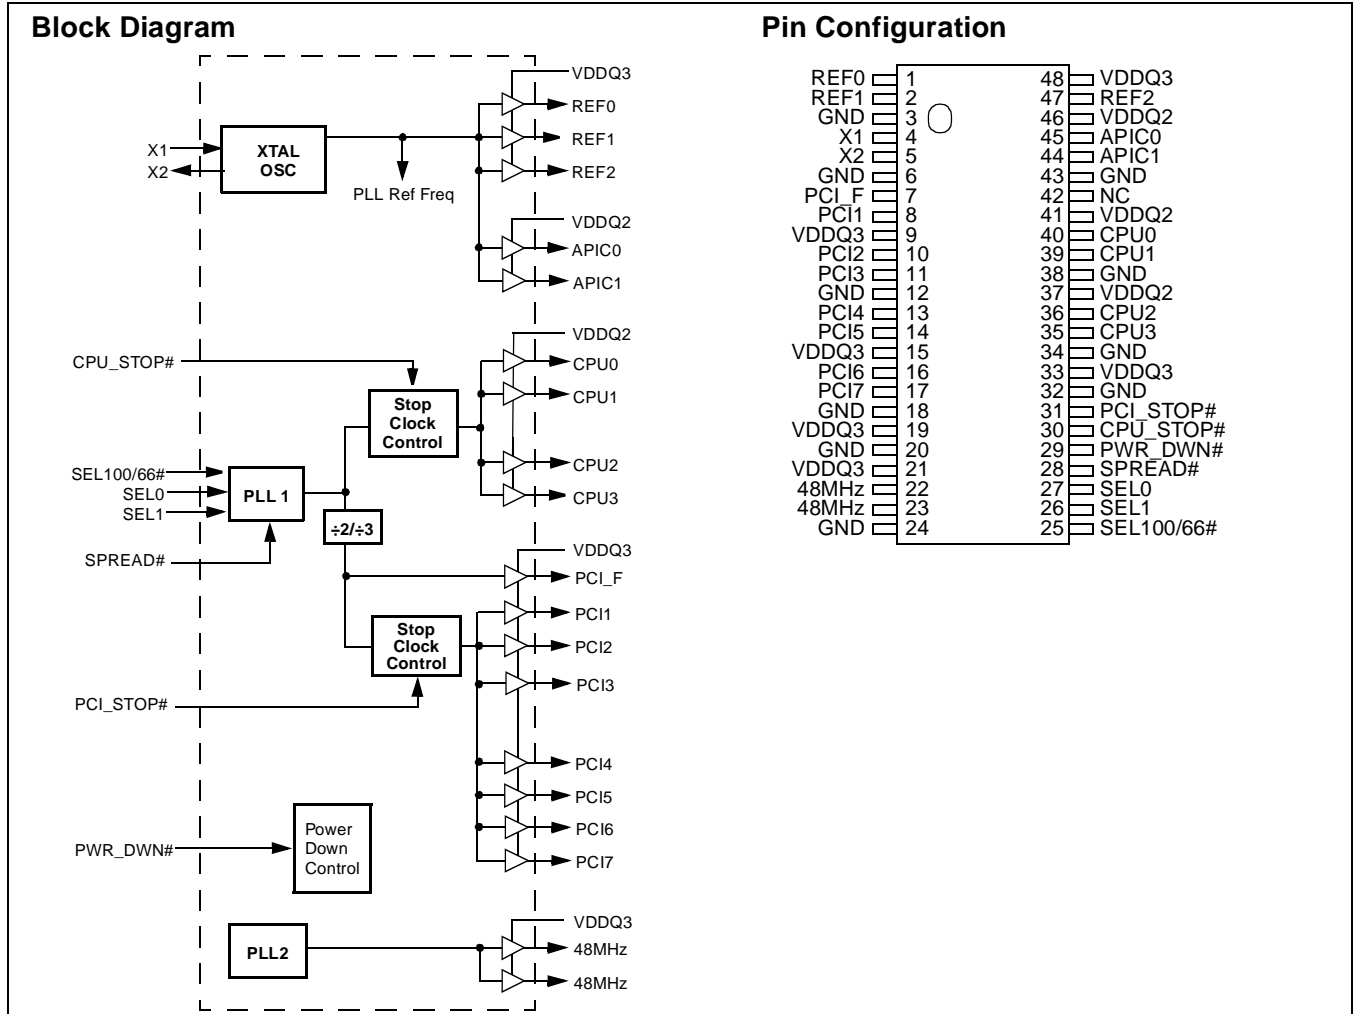 Block Diagram
VDDQ3
REF0
REF1
REF2
X1
X2
XTAL
OSC
PLL Ref Freq
VDDQ2
APIC0
APIC1
VDDQ2
CPU_STOP#
CPU0
CPU1
Stop
Clock
Control
CPU2
CPU3
SEL100/66#
SEL0
SEL1
PLL 1
÷2/÷3
SPREAD#
VDDQ3
PCI_F
PCI1
Stop
Clock
Control
PCI2
PCI3
PCI_STOP#
PCI4
PCI5
PCI6
PCI7
PWR_DWN#
Power
Down
Control
VDDQ3
PLL2
48MHz
48MHz
Pin Configuration
REF0 1 48 VDDQ3
REF1 2 47 REF2
GND 3 46 VDDQ2
X1 4 45 APIC0
X2 5 44 APIC1
GND 6 43 GND
PCI_F 7 42 NC
PCI1 8 41 VDDQ2
VDDQ3 9 40 CPU0
PCI2 10 39 CPU1
PCI3 11 38 GND
GND 12 37 VDDQ2
PCI4 13 36 CPU2
PCI5 14 35 CPU3
VDDQ3 15 34 GND
PCI6 16 33 VDDQ3
PCI7 17 32 GND
GND 18 31 PCI_STOP#
VDDQ3 19 30 CPU_STOP#
GND 20 29 PWR_DWN#
VDDQ3 21 28 SPREAD#
48MHz 22 27 SEL0
48MHz 23 26 SEL1
GND 24 25 SEL100/66#